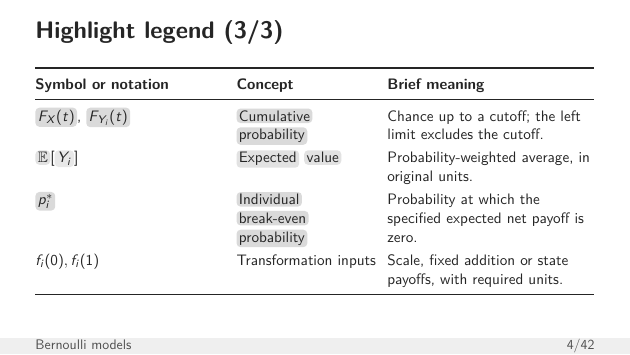 Highlight legend (3/3)
Symbol or notation Concept Brief meaning
F_X(t), F_{Y_i}(t) Cumulative probability Chance up to a cutoff; the left limit excludes the cutoff.
𝔼[Y_i] Expected value Probability-weighted average, in original units.
p_i^* Individual break-even probability Probability at which the specified expected net payoff is zero.
f_i(0), f_i(1) Transformation inputs Scale, fixed addition or state payoffs, with required units.
Bernoulli models 4/42